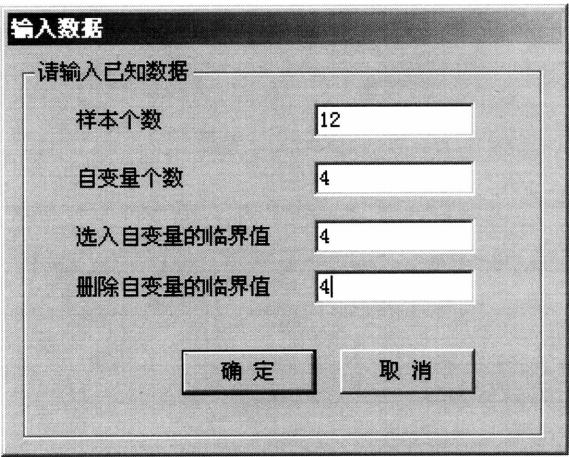 输入数据
请输入已知数据
样本个数 12
自变量个数 4
选入自变量的临界值 4
删除自变量的临界值 4
确定 取消